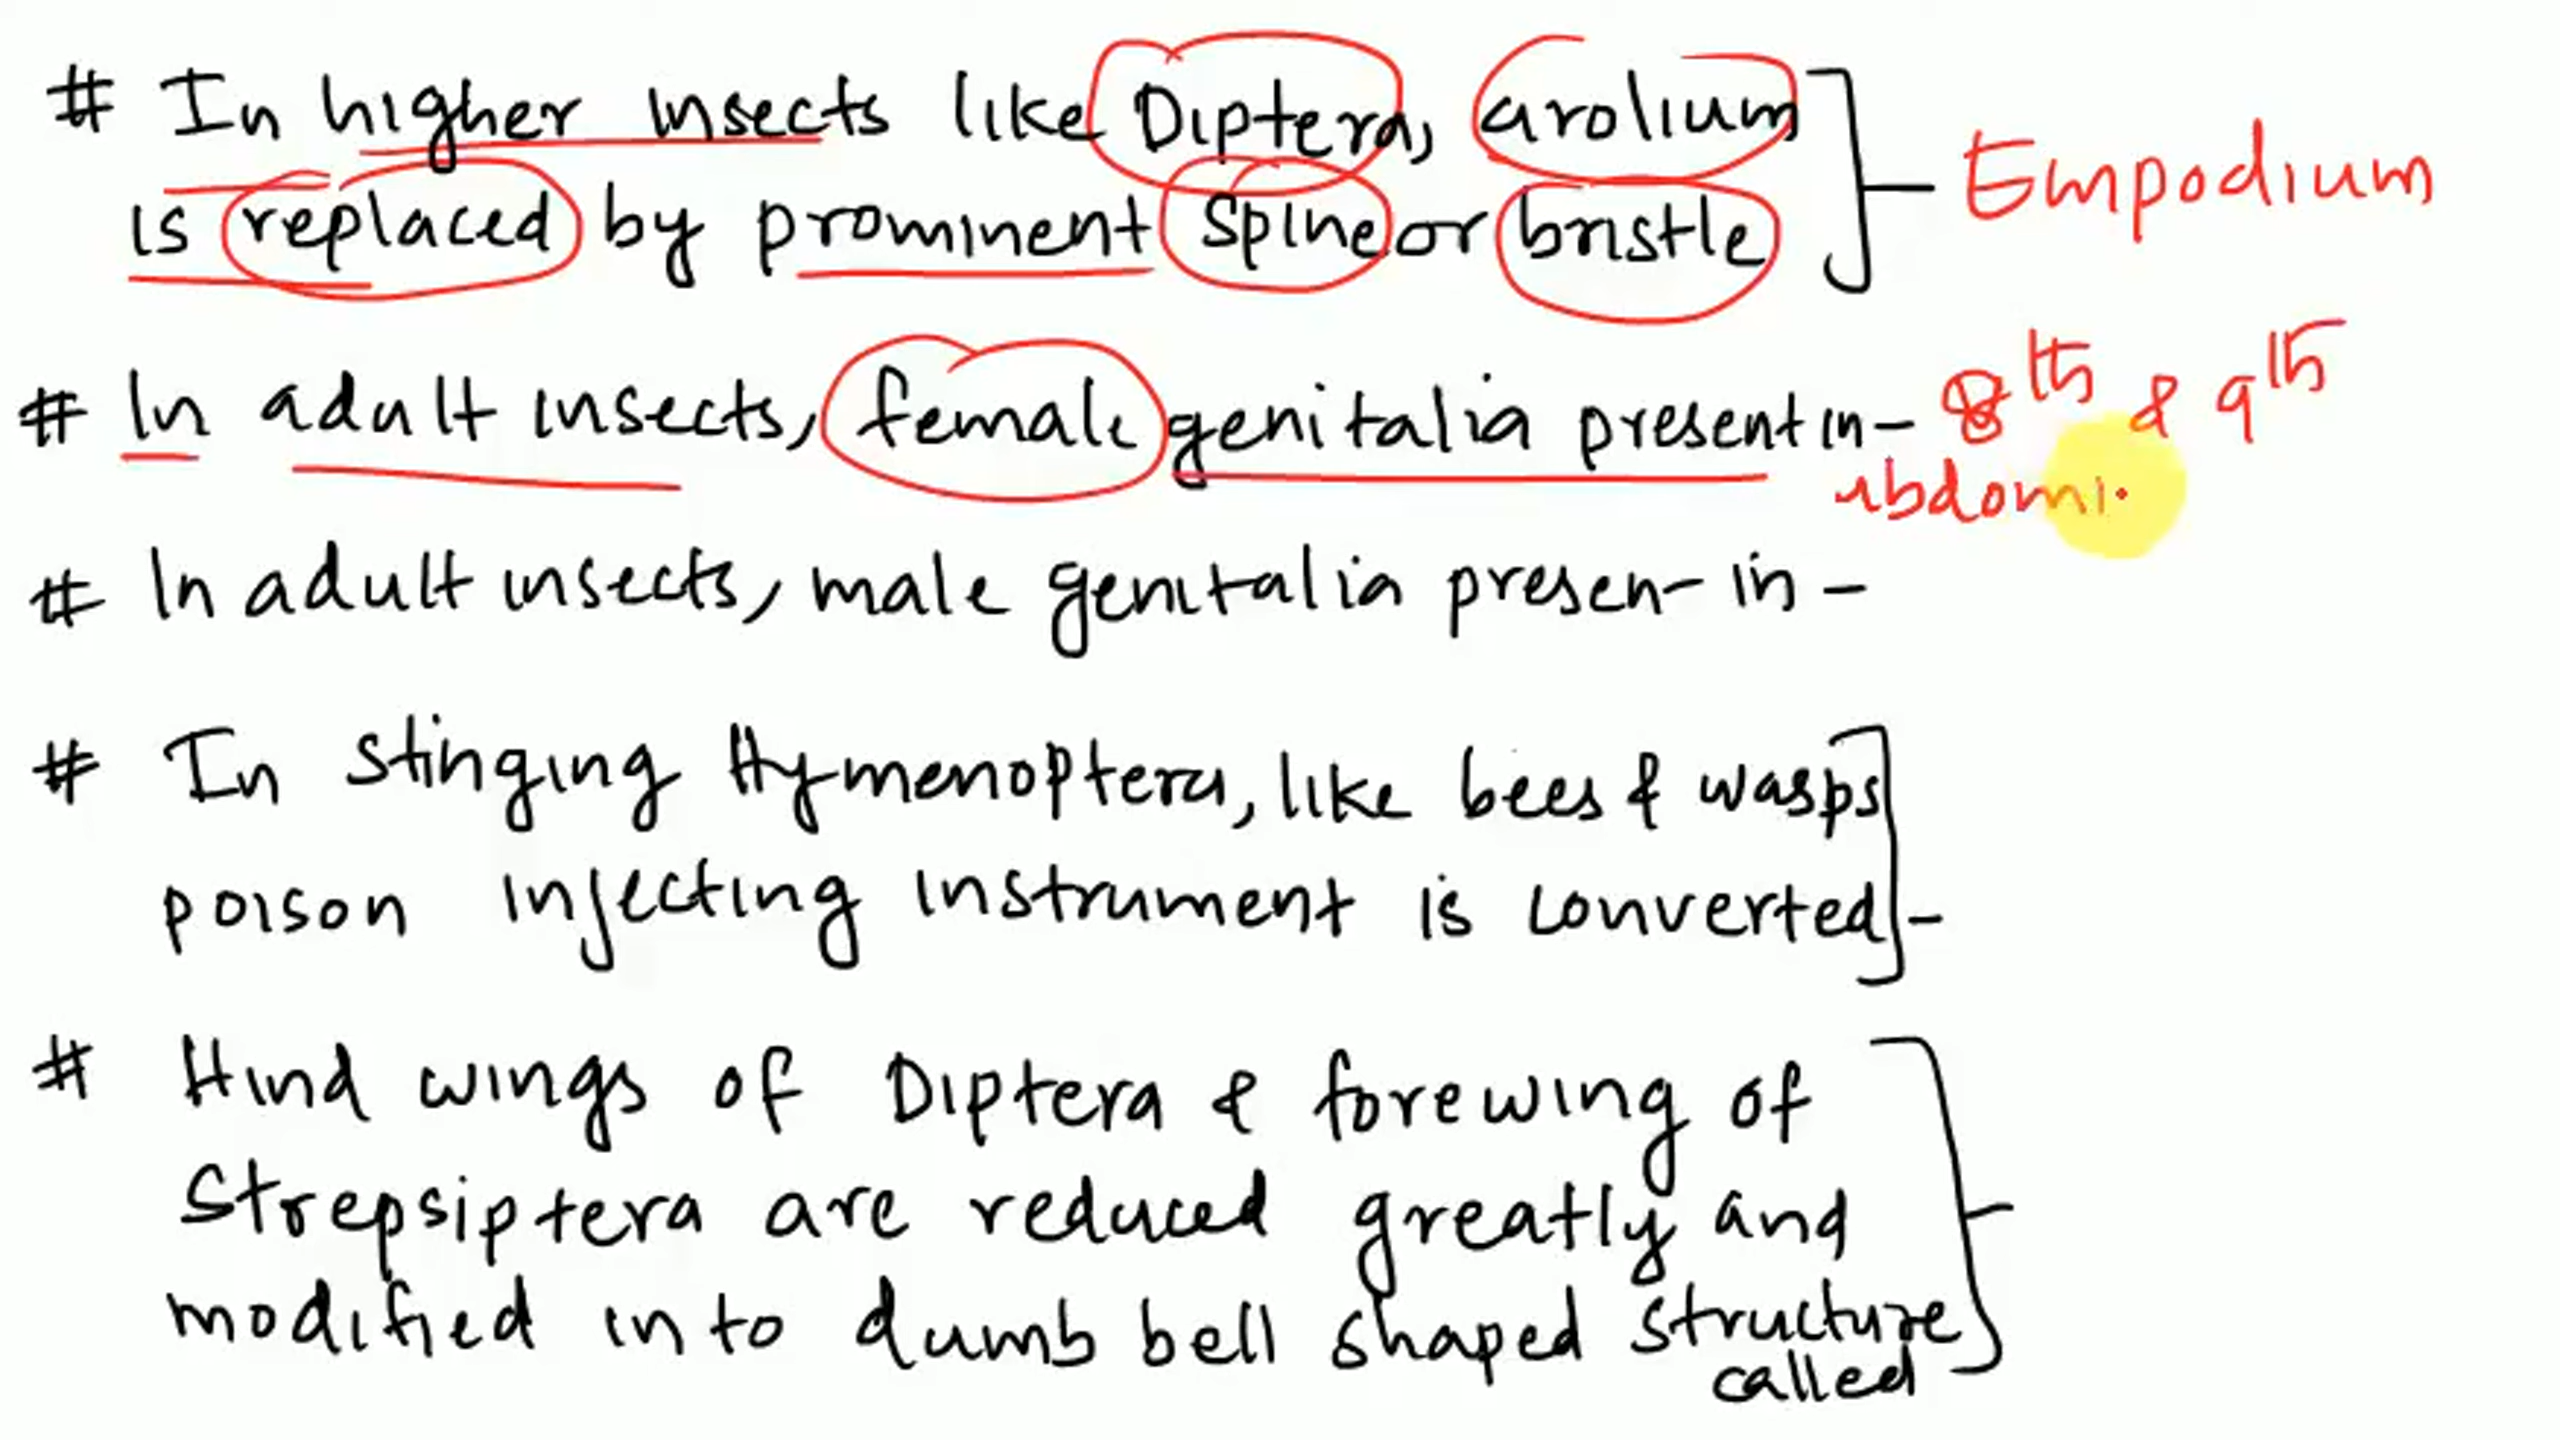 # In higher insects like Diptera, arolium
is replaced by prominent spine or bristle
Empodium
# In adult insects, female genitalia present in - 8th & 9th
abdomi
# In adult insects, male genitalia presen- in -
# In stinging Hymenoptera, like bees & wasps
poison injecting instrument is converted -
# Hind wings of Diptera & forewing of
Strepsiptera are reduced greatly and
modified into dumb bell shaped structure
called